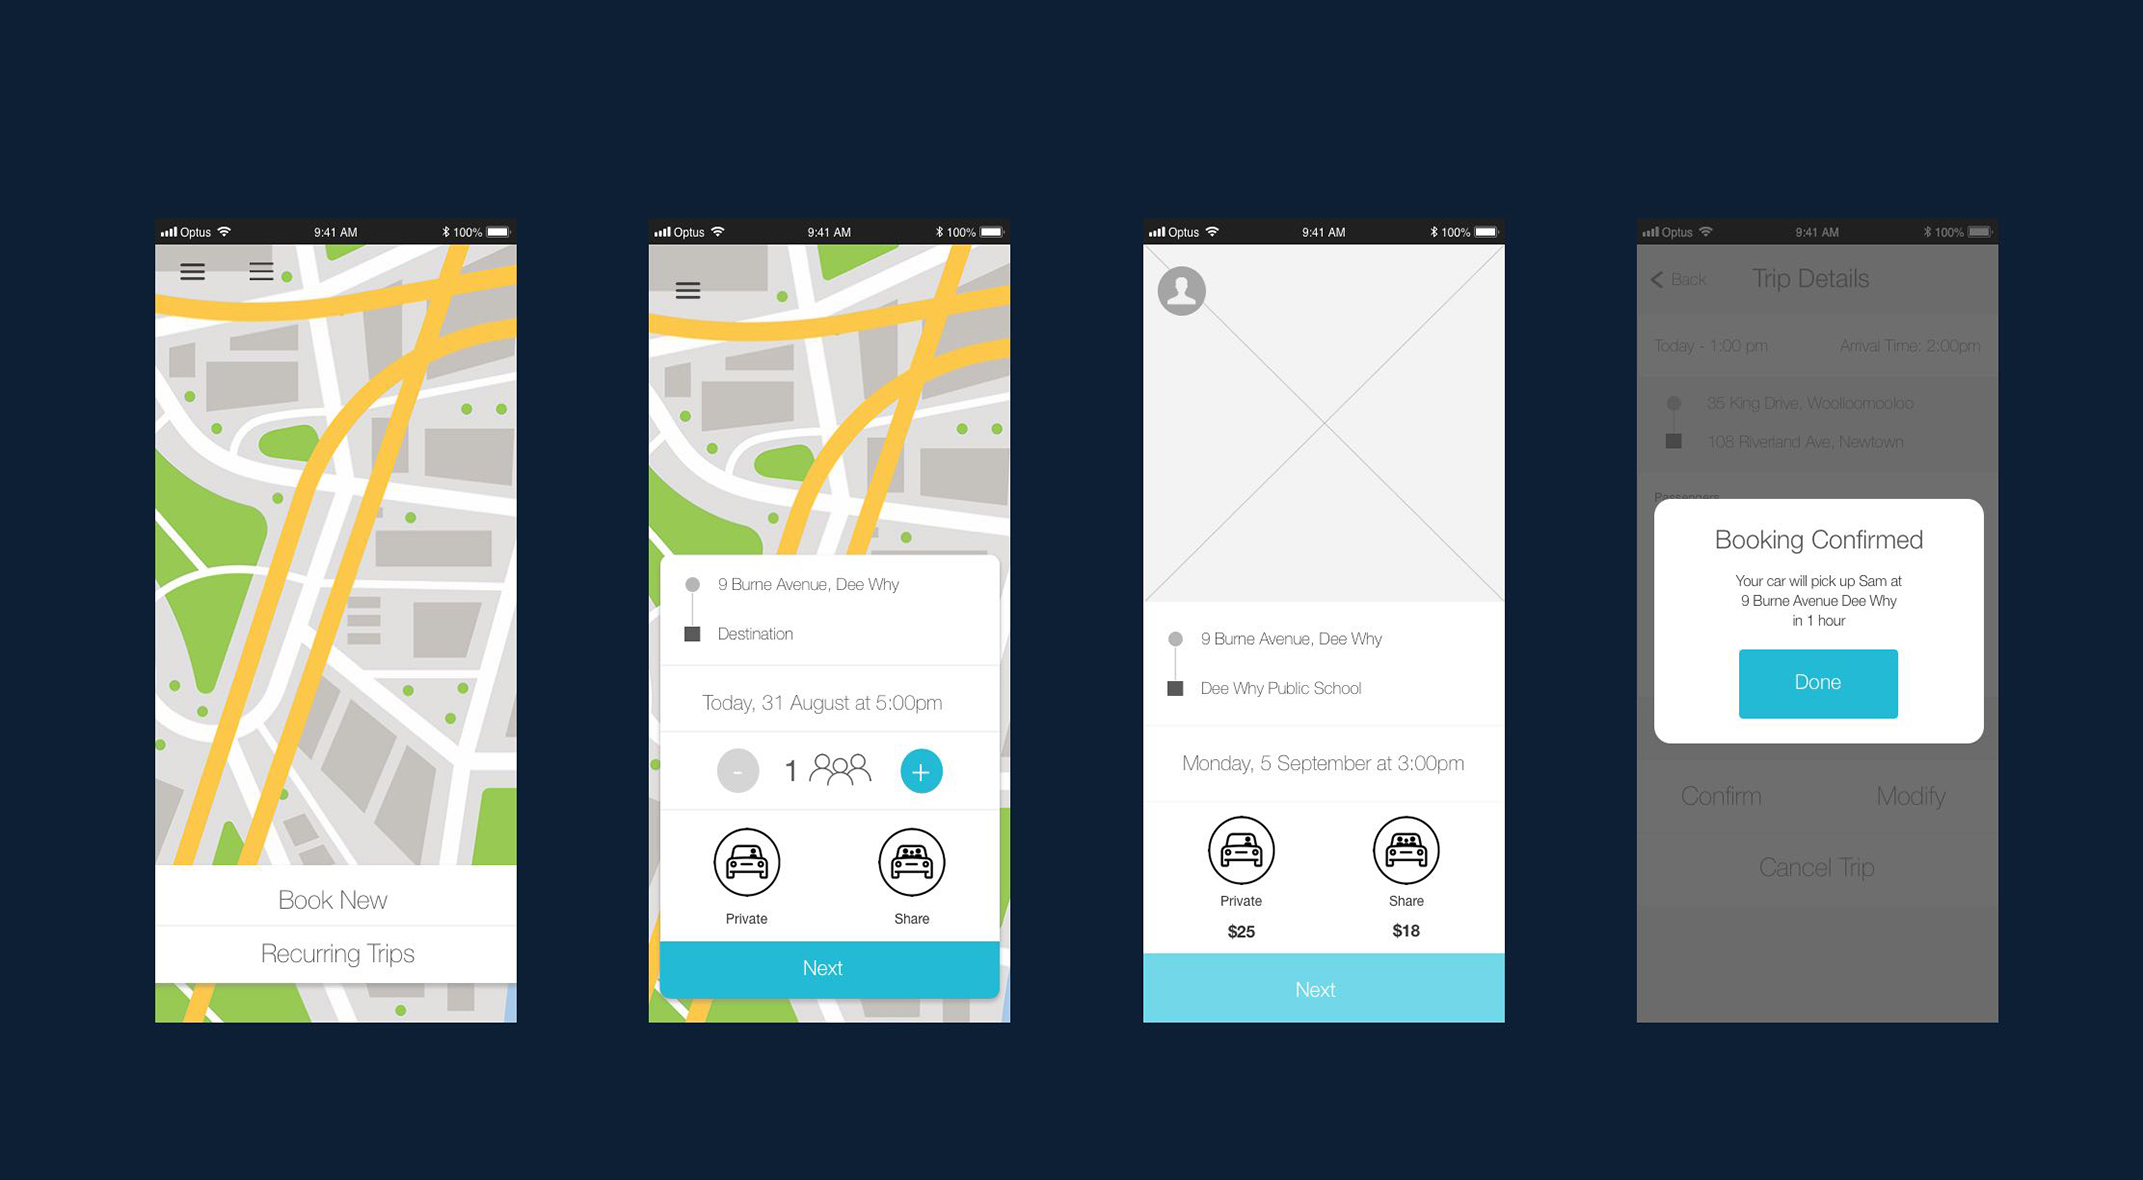 Optus 9:41 AM 100%
Book New
Recurring Trips
Optus 9:41 AM 100%
9 Burne Avenue, Dee Why
Destination
Today, 31 August at 5:00pm
- 1 +
Private Share
Next
Optus 9:41 AM 100%
9 Burne Avenue, Dee Why
Dee Why Public School
Monday, 5 September at 3:00pm
Private Share
$25 $18
Next
Optus 9:41 AM 100%
Back Trip Details
Today - 1:00 pm Arrival Time: 2:00pm
35 King Drive, Woolloomooloo
108 Riverland Ave, Newtown
Passengers
Booking Confirmed
Your car will pick up Sam at
9 Burne Avenue Dee Why
in 1 hour
Done
Confirm Modify
Cancel Trip